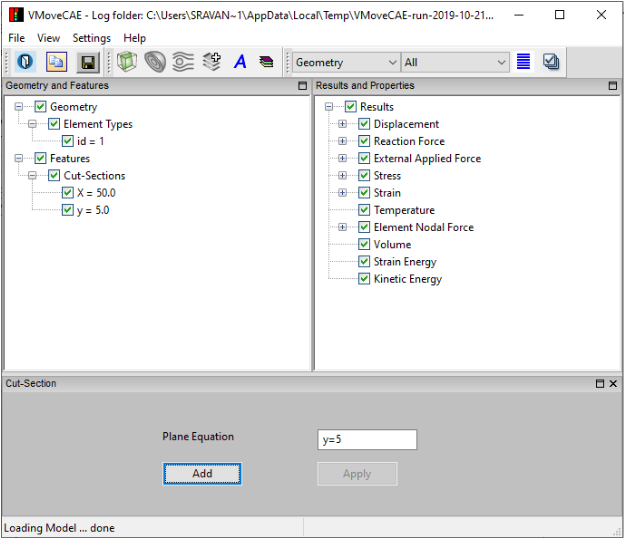 VMoveCAE - Log folder: C:\Users\SRAVAN~1\AppData\Local\Temp\VMoveCAE-run-2019-10-21...
File View Settings Help
A Geometry All
Geometry and Features
Geometry
Element Types
id = 1
Features
Cut-Sections
X = 50.0
y = 5.0
Results and Properties
Results
Displacement
Reaction Force
External Applied Force
Stress
Strain
Temperature
Element Nodal Force
Volume
Strain Energy
Kinetic Energy
Cut-Section
Plane Equation y=5
Add Apply
Loading Model ... done